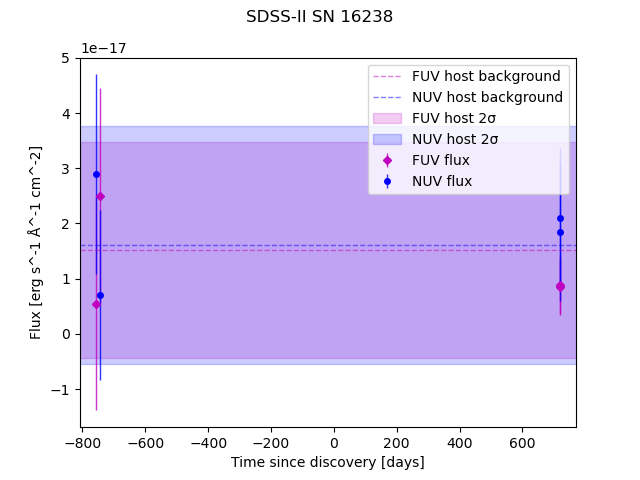 SDSS-II SN 16238
1e−17
FUV host background
NUV host background
FUV host 2σ
NUV host 2σ
FUV flux
NUV flux
5
4
3
2
1
0
−1
Flux [erg s^-1 Å^-1 cm^-2]
−800 −600 −400 −200 0 200 400 600
Time since discovery [days]